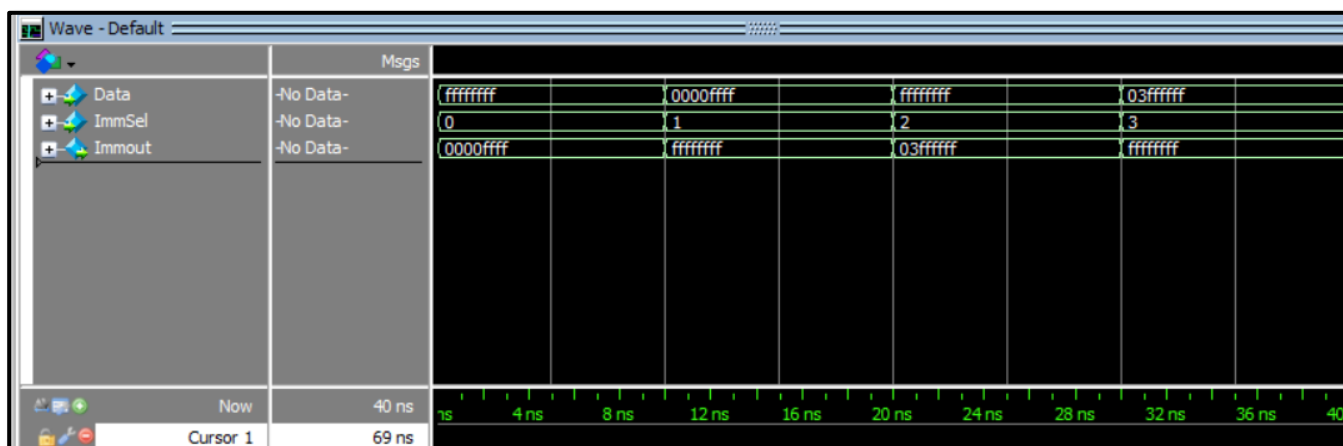 Wave - Default
Msgs
Data -No Data- ffffffff 0000ffff ffffffff 03ffffff
ImmSel -No Data- 0 1 2 3
Immout -No Data- 0000ffff ffffffff 03ffffff ffffffff
Now 40 ns ns 4 ns 8 ns 12 ns 16 ns 20 ns 24 ns 28 ns 32 ns 36 ns 40
Cursor 1 69 ns